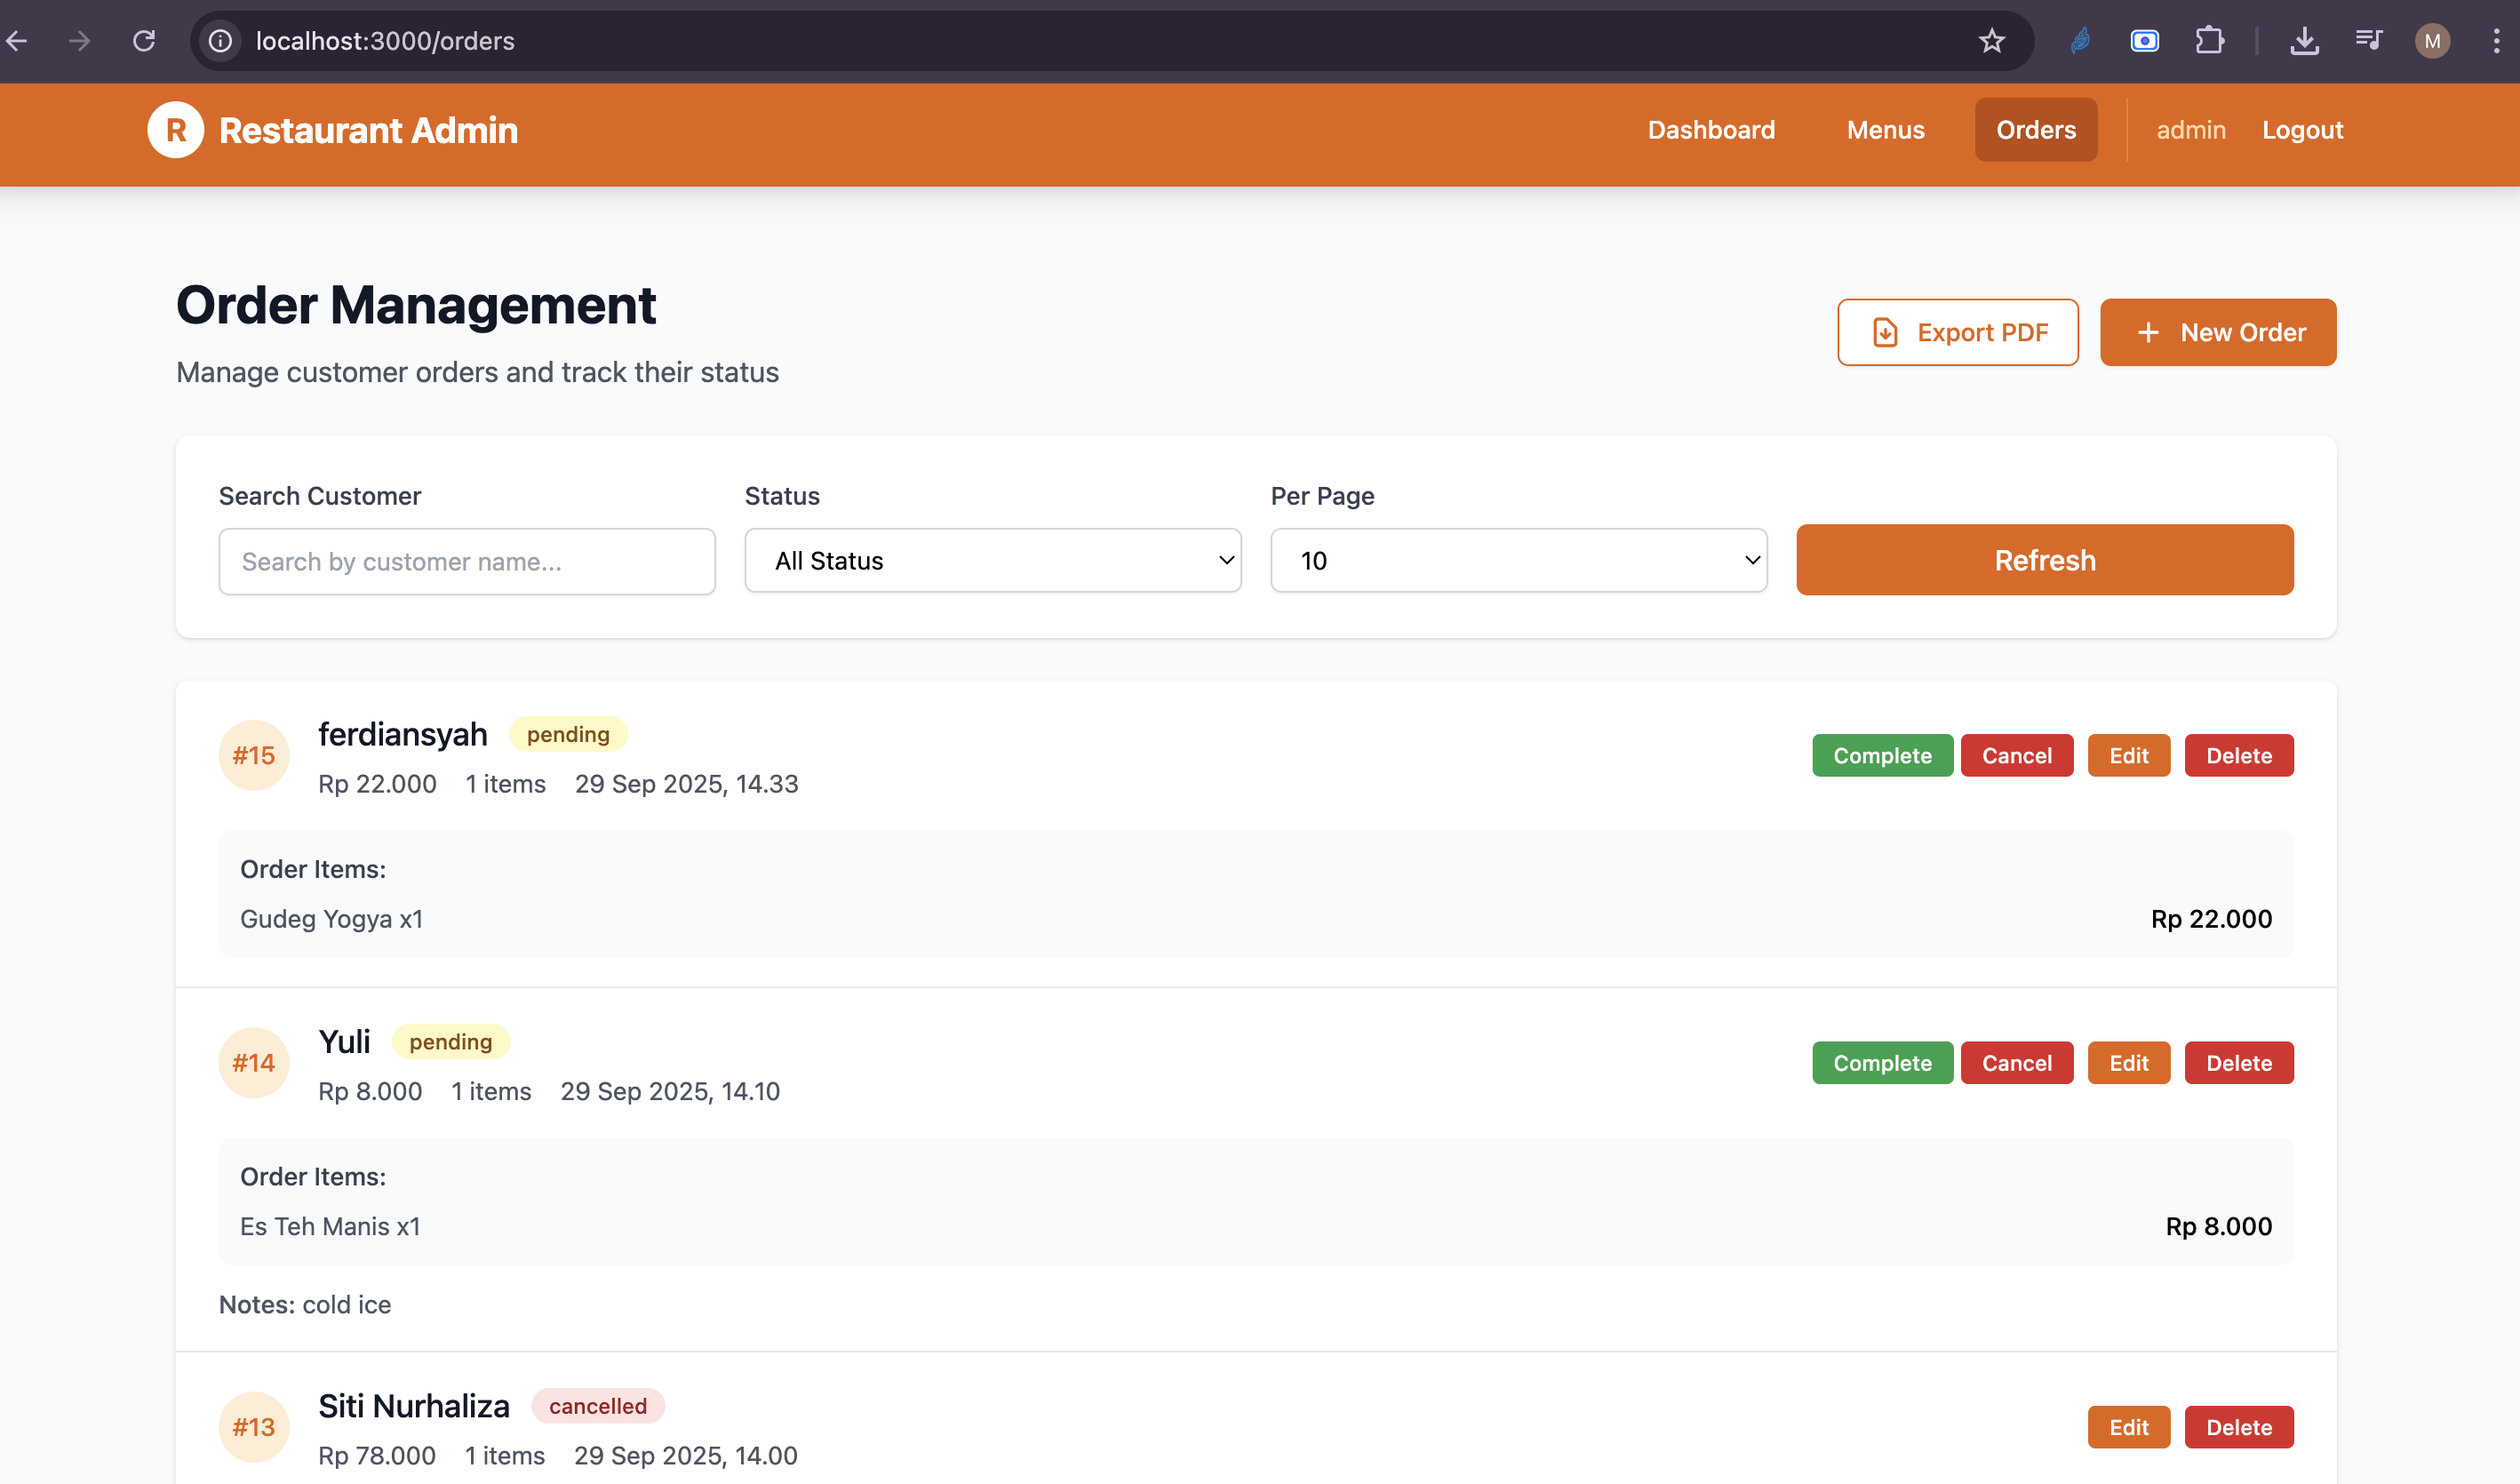 localhost:3000/orders
M
R Restaurant Admin
Dashboard Menus Orders admin Logout
Order Management
Manage customer orders and track their status
Export PDF
+ New Order
Search Customer
Status
Per Page
Search by customer name...
All Status
10
Refresh
#15
ferdiansyah pending
Rp 22.000 1 items 29 Sep 2025, 14.33
Complete Cancel Edit Delete
Order Items:
Gudeg Yogya x1 Rp 22.000
#14
Yuli pending
Rp 8.000 1 items 29 Sep 2025, 14.10
Complete Cancel Edit Delete
Order Items:
Es Teh Manis x1 Rp 8.000
Notes: cold ice
#13
Siti Nurhaliza cancelled
Rp 78.000 1 items 29 Sep 2025, 14.00
Edit Delete